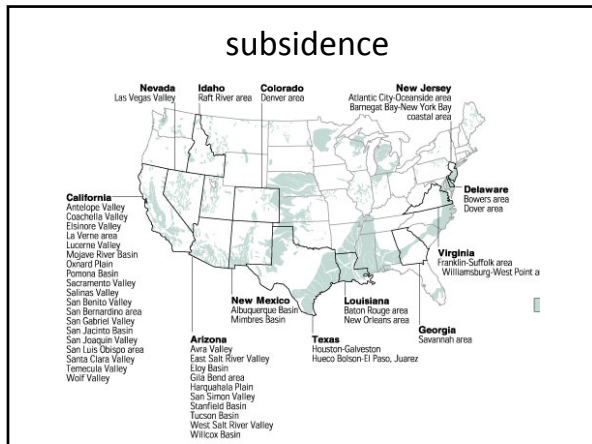 subsidence
Nevada
Las Vegas Valley
Idaho
Raft River area
Colorado
Denver area
New Jersey
Atlantic City-Oceanside area
Barnegat Bay-New York Bay
coastal area
Delaware
Bowers area
Dover area
Virginia
Franklin-Suffolk area
Williamsburg-West Point a
California
Antelope Valley
Coachella Valley
Elsinore Valley
La Verne area
Lucerne Valley
Mojave River Basin
Oxnard Plain
Pomona Basin
Sacramento Valley
Salinas Valley
San Benito Valley
San Bernardino area
San Gabriel Valley
San Jacinto Basin
San Joaquin Valley
San Luis Obispo area
Santa Clara Valley
Temecula Valley
Wolf Valley
New Mexico
Albuquerque Basin
Mimbres Basin
Arizona
Avra Valley
East Salt River Valley
Eloy Basin
Gila Bend area
Harquahala Plain
San Simon Valley
Stanfield Basin
Tucson Basin
West Salt River Valley
Willcox Basin
Texas
Houston-Galveston
Hueco Bolson-El Paso, Juarez
Louisiana
Baton Rouge area
New Orleans area
Georgia
Savannah area